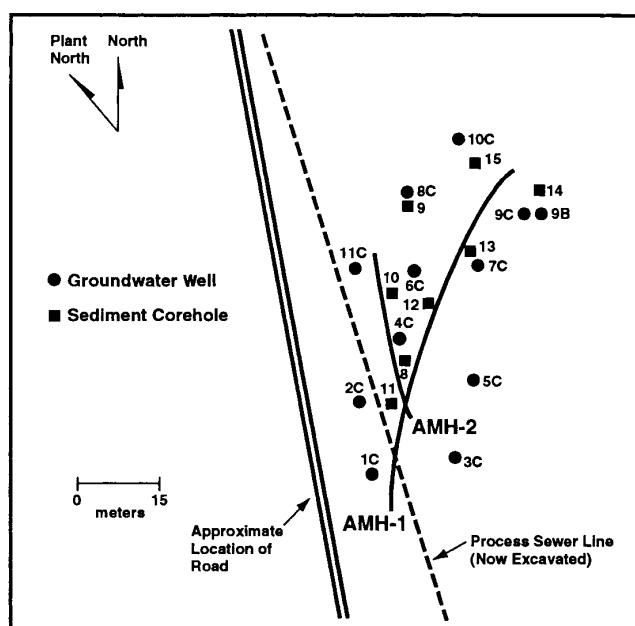 Plant
North
North
10C
15
8C
9
14
9C
9B
13
7C
11C
10
6C
12
Groundwater Well
Sediment Corehole
4C
8
5C
2C
11
AMH-2
3C
1C
0 15
meters
AMH-1
Approximate
Location of
Road
Process Sewer Line
(Now Excavated)